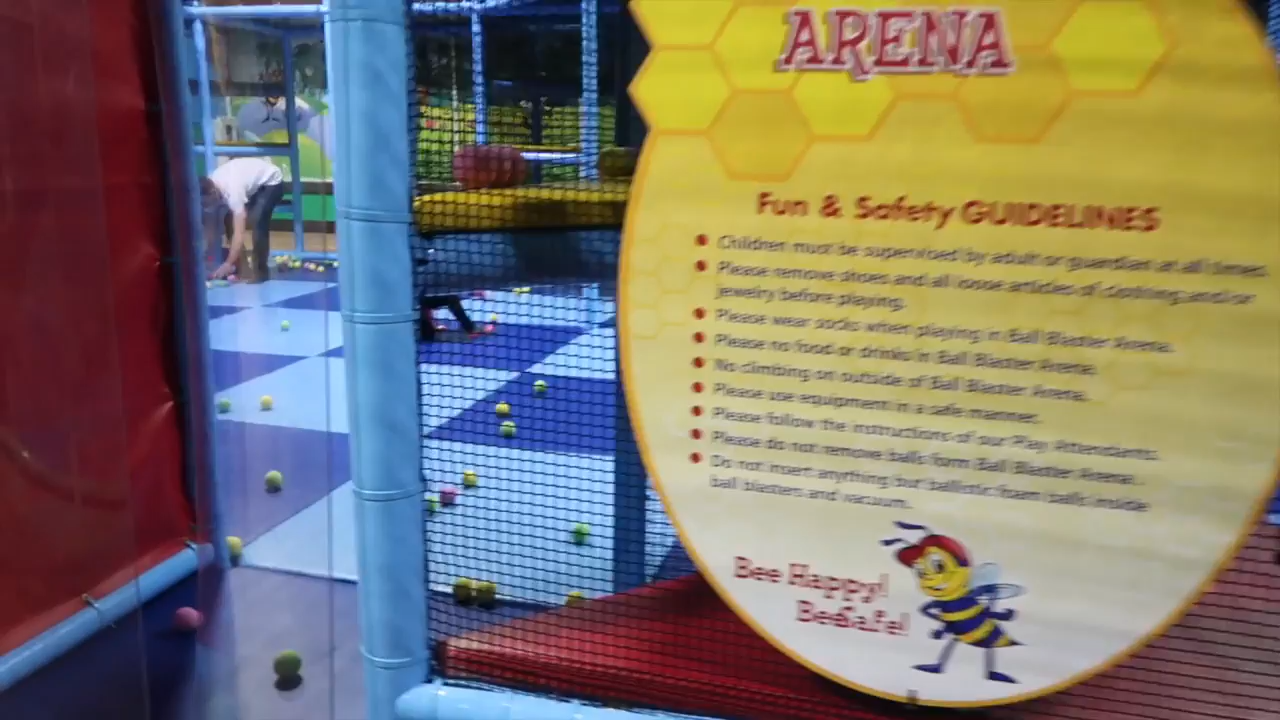 ARENA
Fun & Safety GUIDELINES
Children must be supervised by adult or guardian at all times.
Please remove shoes and all loose articles of clothing and/or
jewelry before playing.
Please wear socks when playing in Ball Blaster Arena.
Please no food or drinks in Ball Blaster Arena.
No climbing on outside of Ball Blaster Arena.
Please use equipment in a safe manner.
Please follow the instructions of our Play Attendants.
Please do not remove balls form Ball Blaster Arena.
Do not insert anything but ballistic foam balls inside
ball blasters and vacuum.
Bee Happy!
BeeSafe!